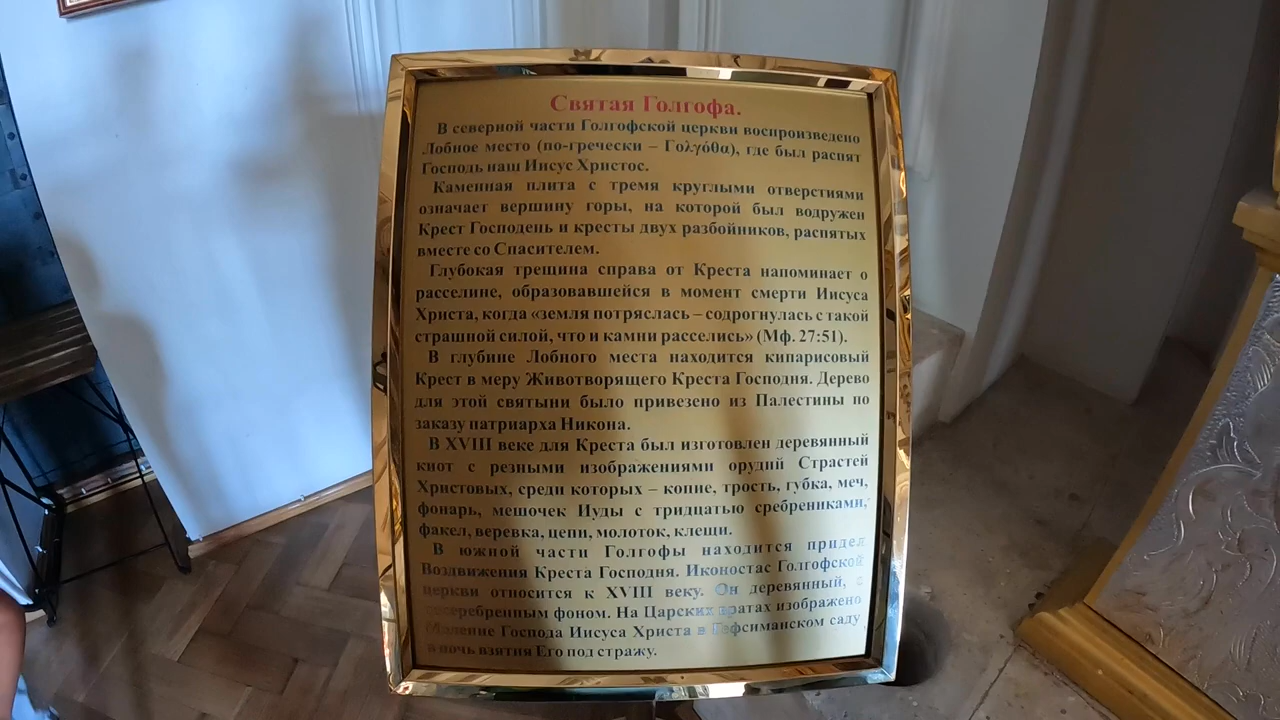 Святая Голгофа.
В северной части Голгофской церкви воспроизведено
Лобное место (по-гречески – Γολγόθα), где был распят
Господь наш Иисус Христос.
Каменная плита с тремя круглыми отверстиями
означает вершину горы, на которой был водружен
Крест Господень и кресты двух разбойников, распятых
вместе со Спасителем.
Глубокая трещина справа от Креста напоминает о
расселине, образовавшейся в момент смерти Иисуса
Христа, когда «земля потряслась – содрогнулась с такой
страшной силой, что и камни расселись» (Мф. 27:51).
В глубине Лобного места находится кипарисовый
Крест в меру Животворящего Креста Господня. Дерево
для этой святыни было привезено из Палестины по
заказу патриарха Никона.
В XVIII веке для Креста был изготовлен деревянный
киот с резными изображениями орудий Страстей
Христовых, среди которых – копие, трость, губка, меч,
фонарь, мешочек Иуды с тридцатью сребрениками,
факел, веревка, цепи, молоток, клещи.
В южной части Голгофы находится придел
Воздвижения Креста Господня. Иконостас Голгофской
церкви относится к XVIII веку. Он деревянный, с
посеребренным фоном. На Царских вратах изображено
Моление Господа Иисуса Христа в Гефсиманском саду
в ночь взятия Его под стражу.